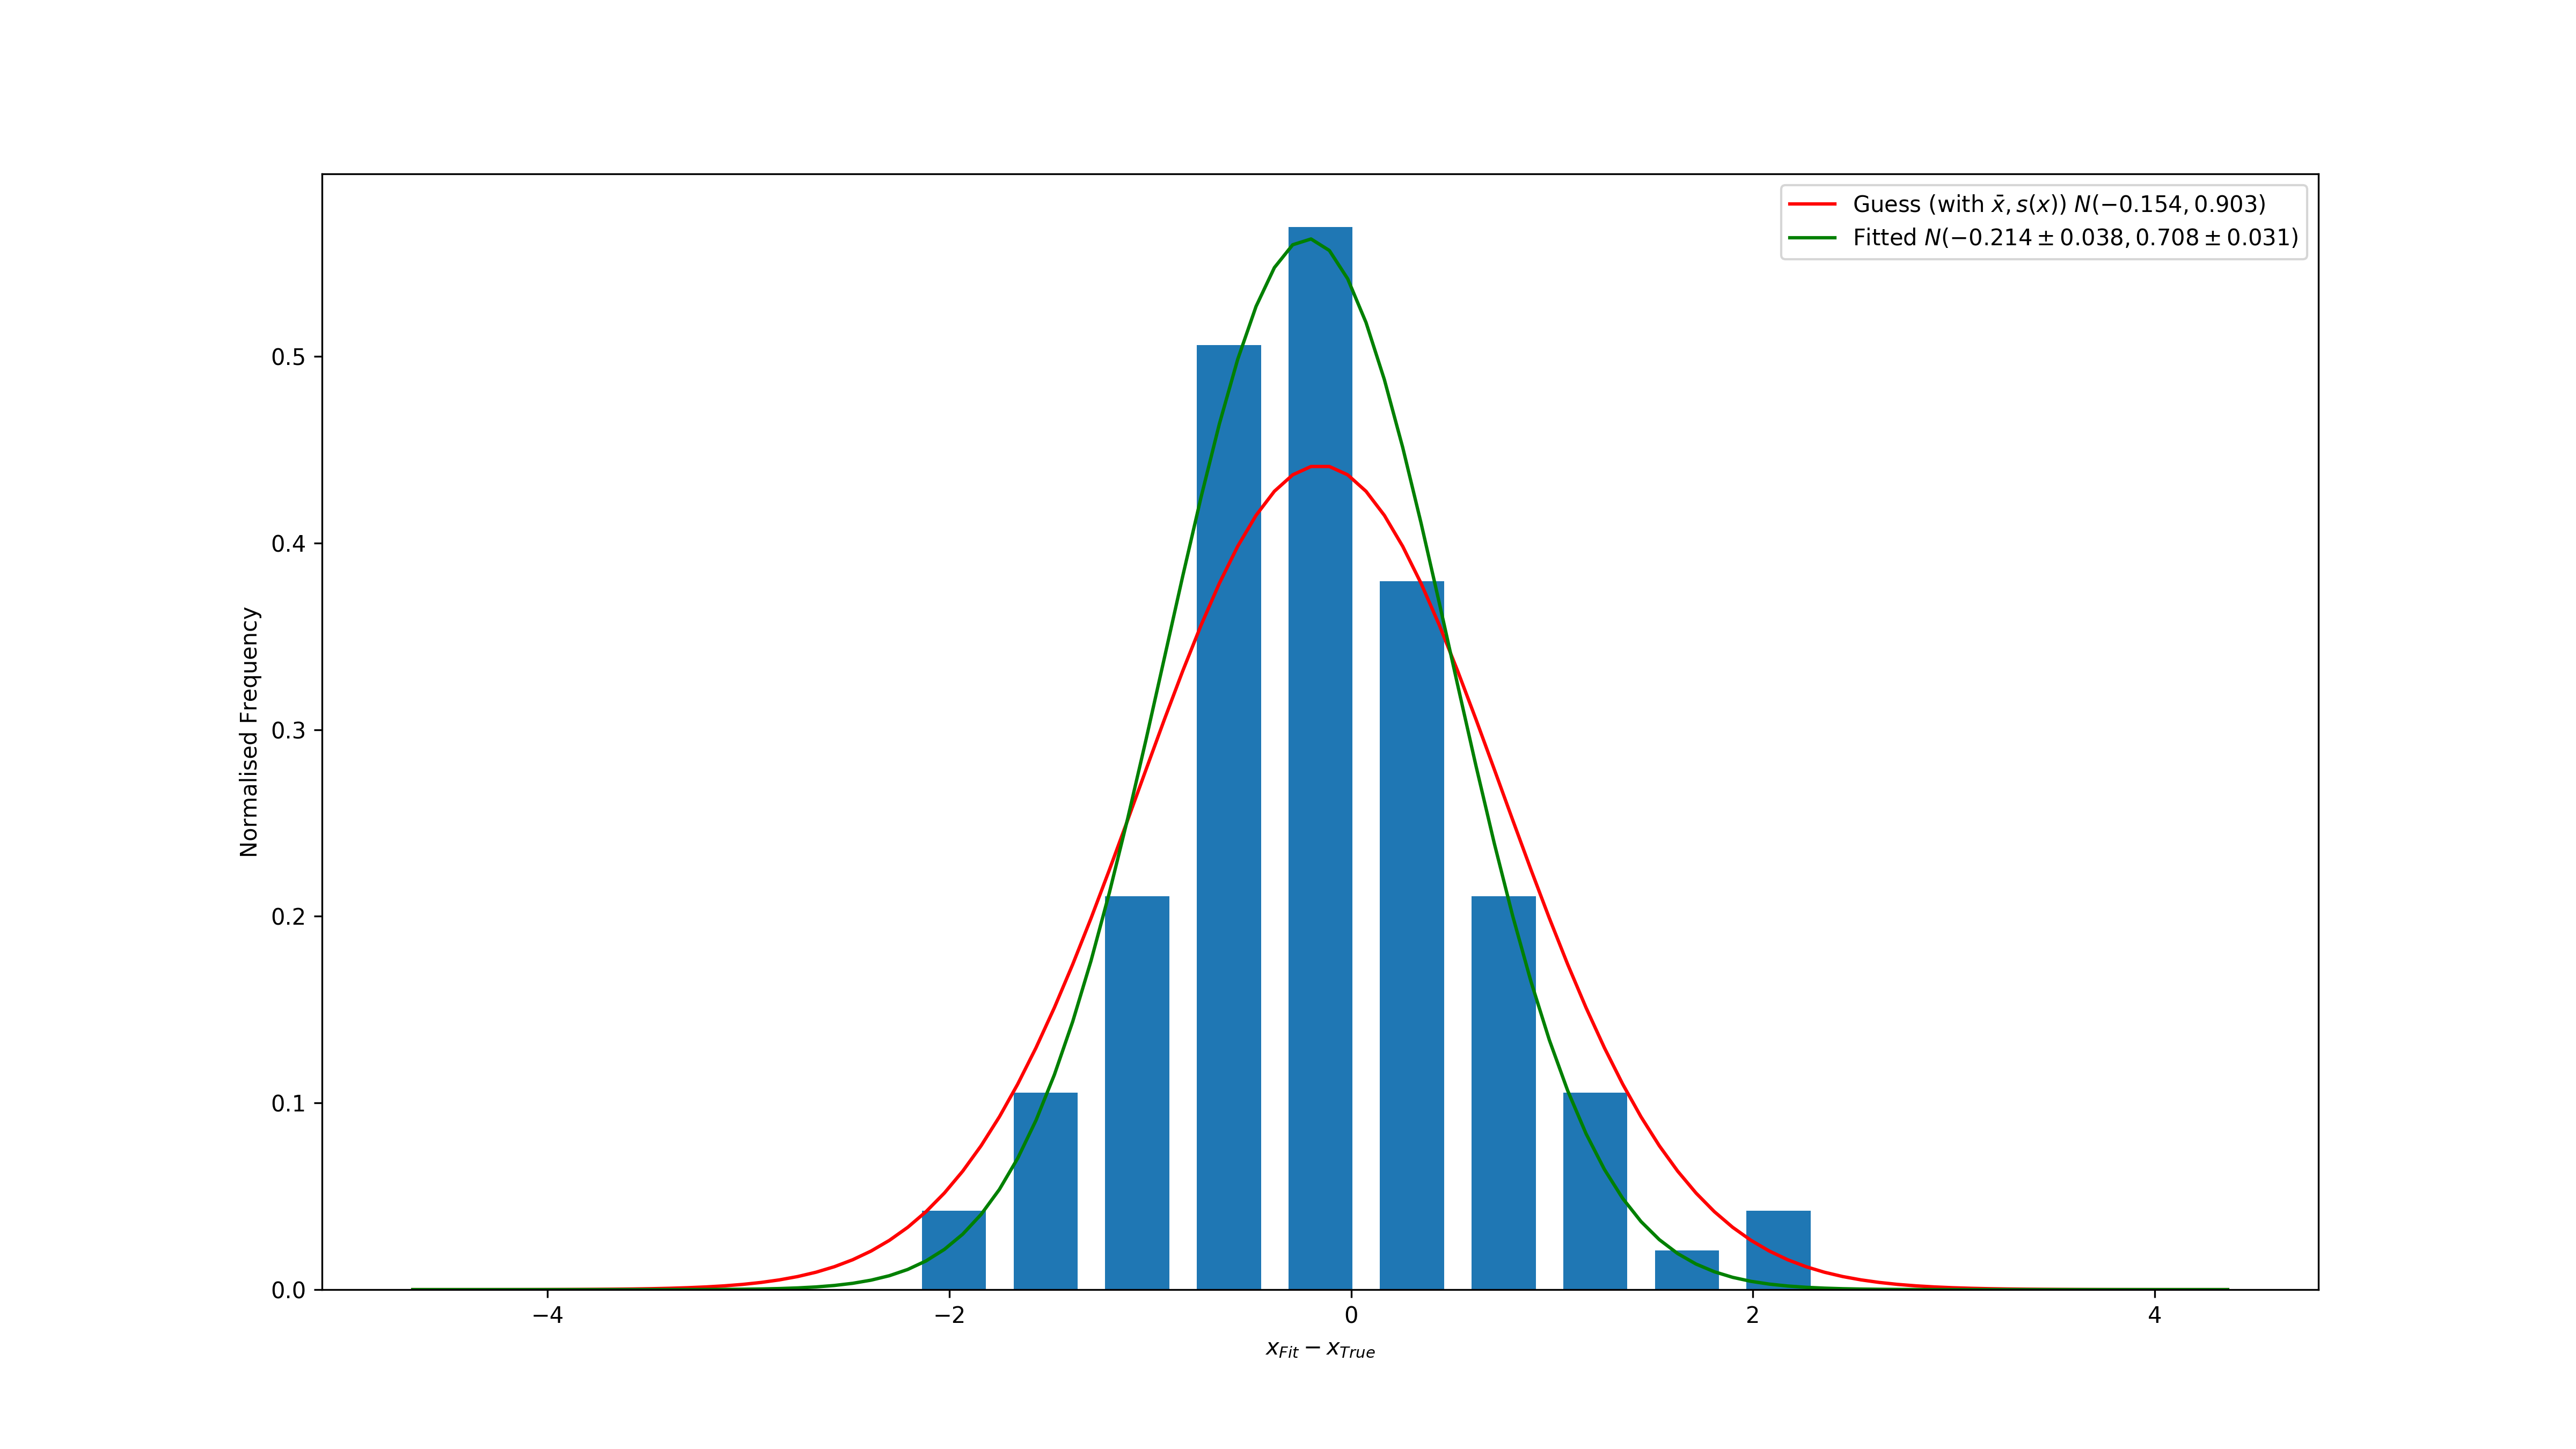 Guess (with x̄, s(x)) N(−0.154, 0.903)
Fitted N(−0.214 ± 0.038, 0.708 ± 0.031)
Normalised Frequency
0.5
0.4
0.3
0.2
0.1
0.0
−4 −2 0 2 4
x_Fit − x_True